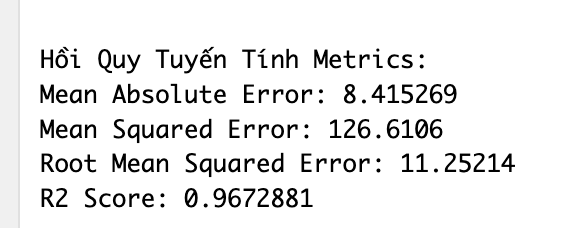 Hồi Quy Tuyến Tính Metrics:
Mean Absolute Error: 8.415269
Mean Squared Error: 126.6106
Root Mean Squared Error: 11.25214
R2 Score: 0.9672881